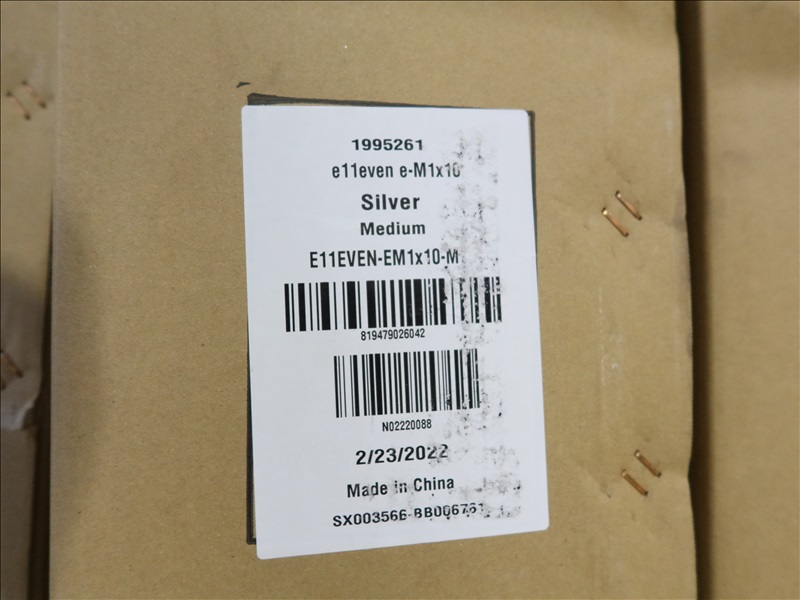 1995261
e11even e-M1x10
Silver
Medium
E11EVEN-EM1x10-M
819479026042
N02220088
2/23/2022
Made in China